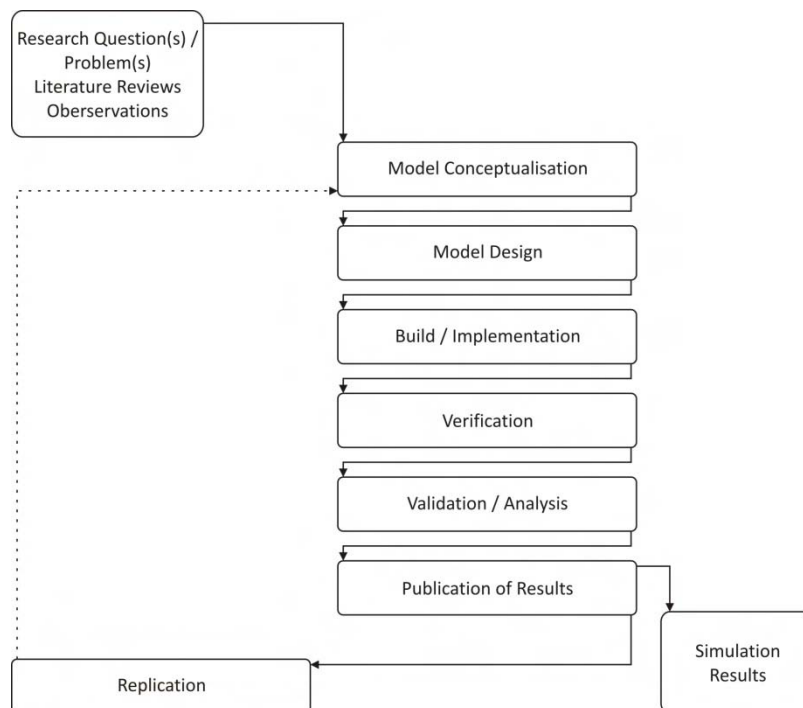 Research Question(s) /
Problem(s)
Literature Reviews
Oberservations
Model Conceptualisation
Model Design
Build / Implementation
Verification
Validation / Analysis
Publication of Results
Simulation
Results
Replication